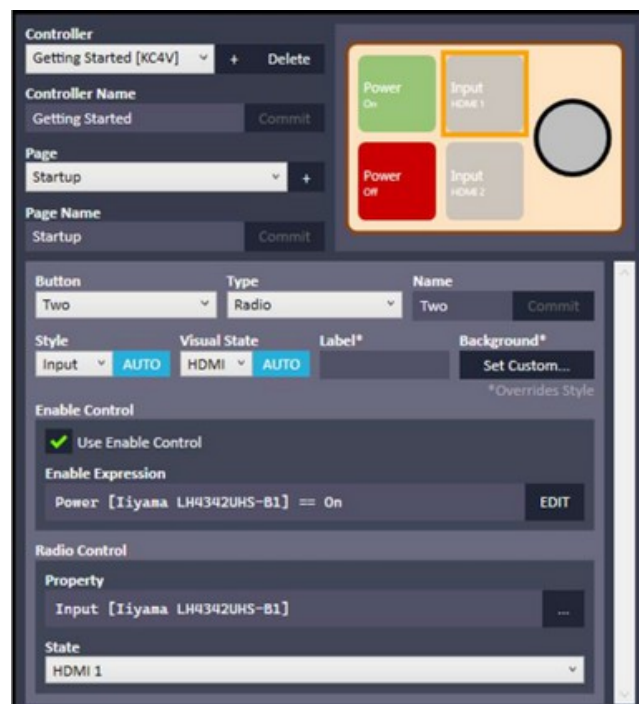 Controller
Getting Started [KC4V] + Delete
Controller Name
Getting Started Commit
Page
Startup +
Page Name
Startup Commit
Power
On
Input
HDMI 1
Power
Off
Input
HDMI 2
Button Type Name
Two Radio Two Commit
Style Visual State Label* Background*
Input AUTO HDMI AUTO Set Custom...
*Overrides Style
Enable Control
Use Enable Control
Enable Expression
Power [Iiyama LH4342UHS-B1] == On EDIT
Radio Control
Property
Input [Iiyama LH4342UHS-B1] ...
State
HDMI 1